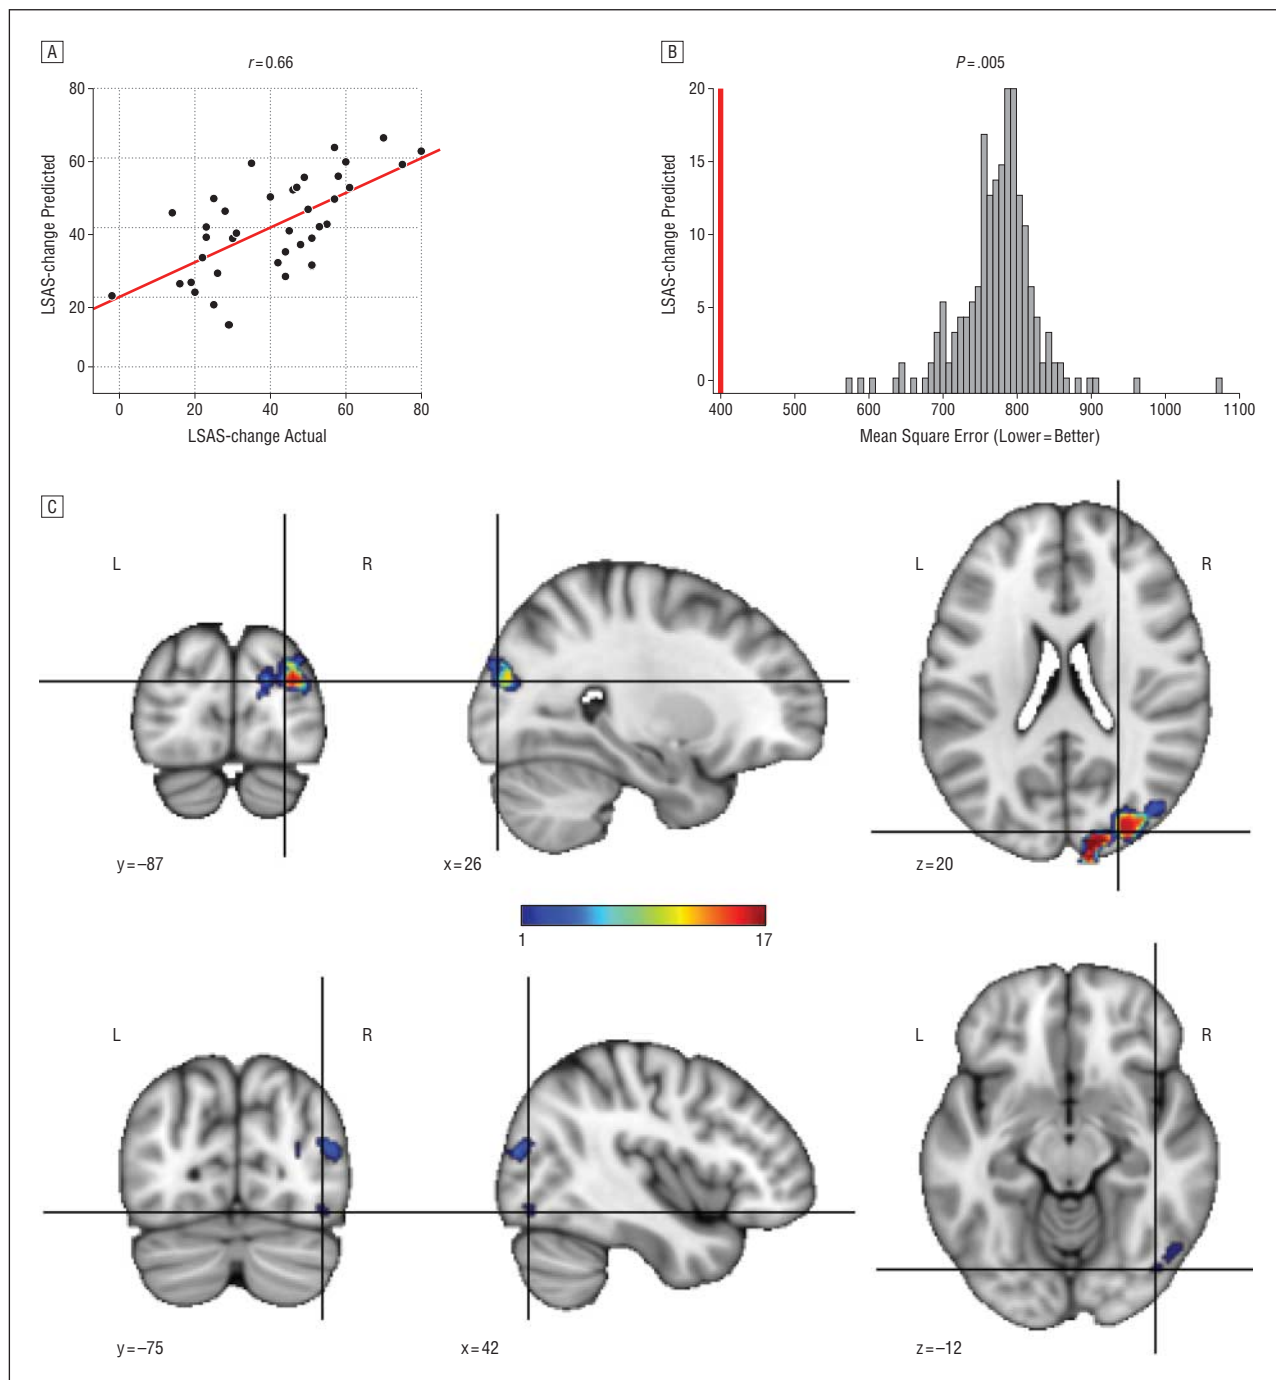 A
r=0.66
LSAS-change Predicted
80
60
40
20
0
0 20 40 60 80
LSAS-change Actual
B
P=.005
LSAS-change Predicted
20
15
10
5
0
400 500 600 700 800 900 1000 1100
Mean Square Error (Lower=Better)
C
L R L R
y=–87 x=26 z=20
1 17
L R L R
y=–75 x=42 z=–12